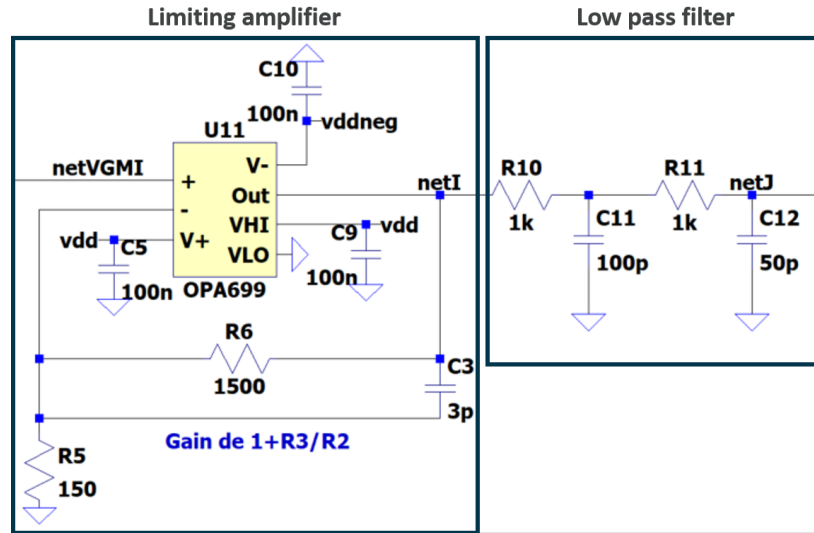 Limiting amplifier
Low pass filter
C10
100n
vddneg
U11
V-
netVGMI
+
Out
netI
R10
R11
netJ
-
VHI
C9
vdd
1k
C11
1k
C12
vdd
C5
V+
VLO
100p
50p
100n
OPA699
100n
R6
1500
C3
3p
Gain de 1+R3/R2
R5
150